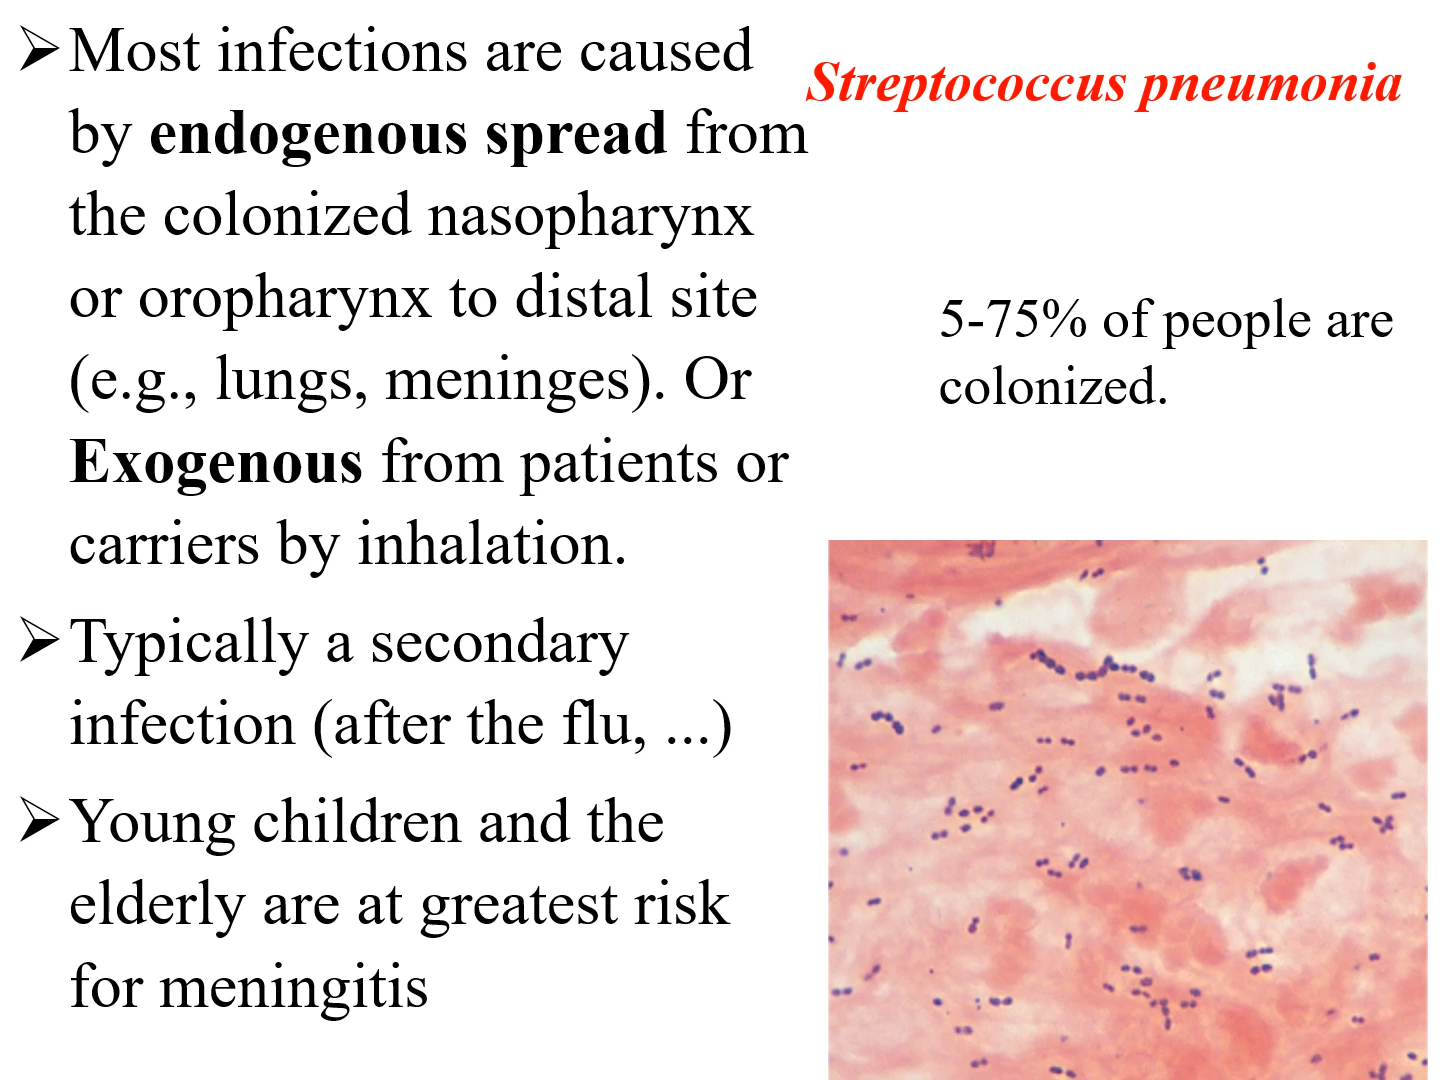 ➢Most infections are caused
by endogenous spread from
the colonized nasopharynx
or oropharynx to distal site
(e.g., lungs, meninges). Or
Exogenous from patients or
carriers by inhalation.
➢Typically a secondary
infection (after the flu, ...)
➢Young children and the
elderly are at greatest risk
for meningitis
Streptococcus pneumonia
5-75% of people are
colonized.